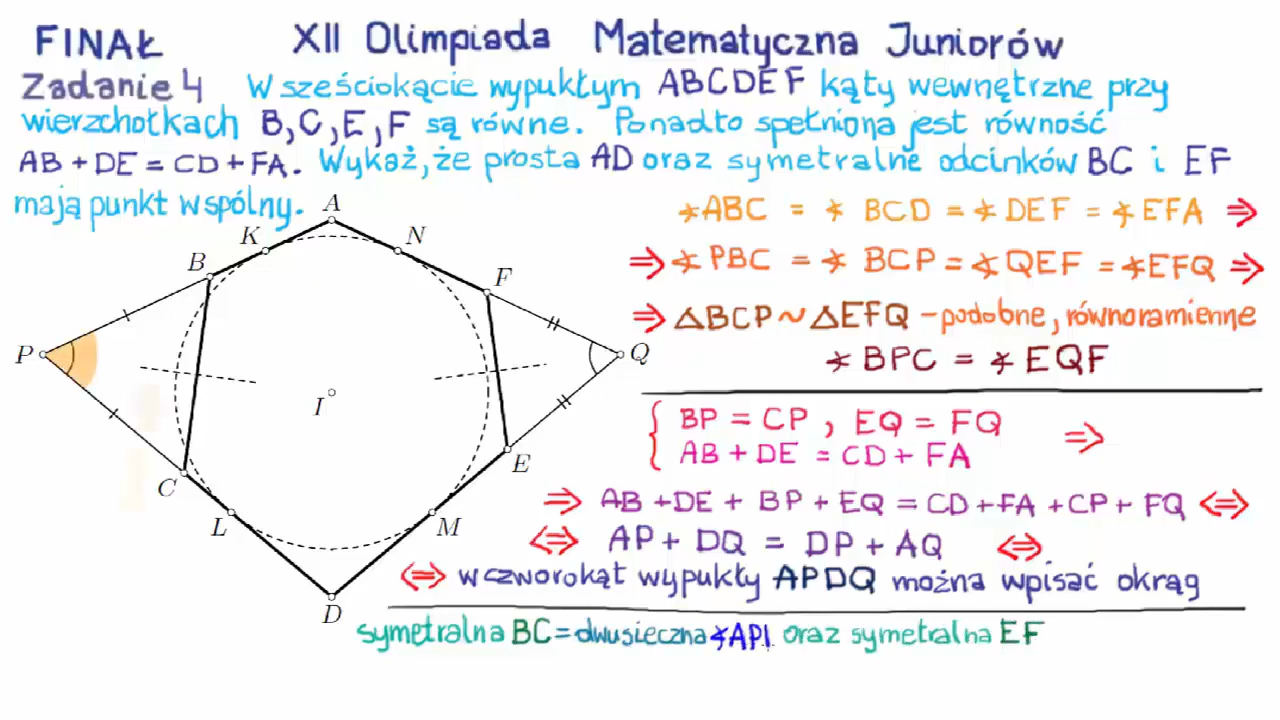 FINAŁ XII Olimpiada Matematyczna Juniorów
Zadanie 4 W sześciokącie wypukłym ABCDEF kąty wewnętrzne przy
wierzchołkach B, C, E, F są równe. Ponadto spełniona jest równość
AB + DE = CD + FA. Wykaż, że prosta AD oraz symetralne odcinków BC i EF
mają punkt wspólny.
∢ABC = ∢BCD = ∢DEF = ∢EFA ⇒
⇒ ∢PBC = ∢BCP = ∢QEF = ∢EFQ ⇒
⇒ △BCP ~ △EFQ - podobne, równoramienne
∢BPC = ∢EQF
BP = CP, EQ = FQ ⇒
AB + DE = CD + FA
⇒ AB + DE + BP + EQ = CD + FA + CP + FQ ⇔
⇔ AP + DQ = DP + AQ ⇔
⇔ w czworokąt wypukły APDQ można wpisać okrąg
symetralna BC = dwusieczna ∢API oraz symetralna EF
A
K
N
B
F
P
Q
I
E
C
L
M
D